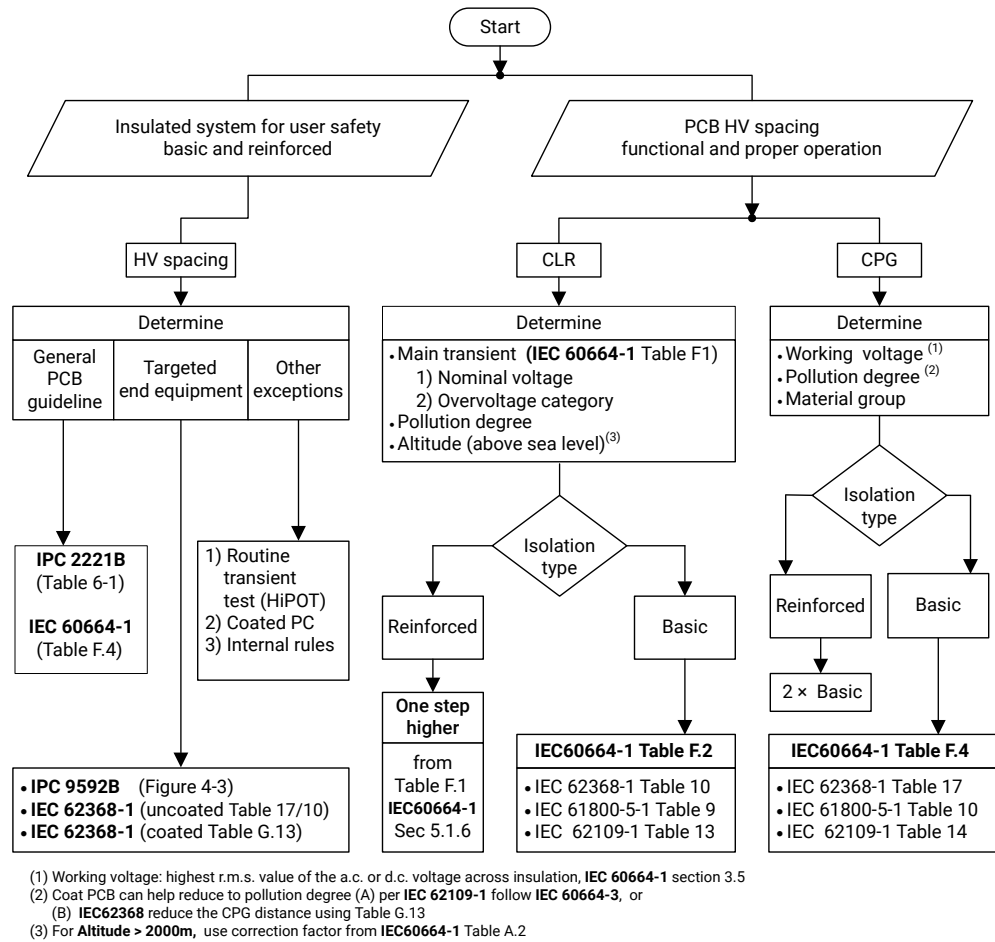 Start
Insulated system for user safety
basic and reinforced
PCB HV spacing
functional and proper operation
HV spacing
CLR
CPG
Determine
General
PCB
guideline
Targeted
end equipment
Other
exceptions
Determine
• Main transient (IEC 60664-1 Table F1)
1) Nominal voltage
2) Overvoltage category
• Pollution degree
• Altitude (above sea level)(3)
Determine
• Working voltage (1)
• Pollution degree (2)
• Material group
IPC 2221B
(Table 6-1)
IEC 60664-1
(Table F.4)
1) Routine
transient
test (HiPOT)
2) Coated PC
3) Internal rules
Isolation
type
Isolation
type
Reinforced
Basic
Reinforced
Basic
2 × Basic
One step
higher
from
Table F.1
IEC60664-1
Sec 5.1.6
• IPC 9592B (Figure 4-3)
• IEC 62368-1 (uncoated Table 17/10)
• IEC 62368-1 (coated Table G.13)
IEC60664-1 Table F.2
• IEC 62368-1 Table 10
• IEC 61800-5-1 Table 9
• IEC 62109-1 Table 13
IEC60664-1 Table F.4
• IEC 62368-1 Table 17
• IEC 61800-5-1 Table 10
• IEC 62109-1 Table 14
(1) Working voltage: highest r.m.s. value of the a.c. or d.c. voltage across insulation, IEC 60664-1 section 3.5
(2) Coat PCB can help reduce to pollution degree (A) per IEC 62109-1 follow IEC 60664-3, or
(B) IEC62368 reduce the CPG distance using Table G.13
(3) For Altitude > 2000m, use correction factor from IEC60664-1 Table A.2